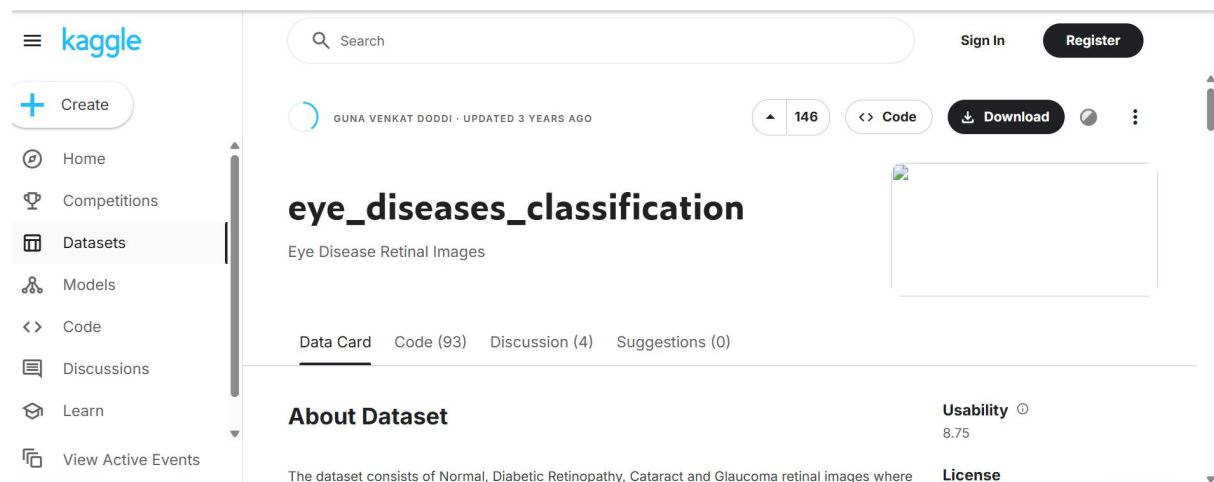 kaggle
Search
Sign In
Register
Create
GUNA VENKAT DODDI · UPDATED 3 YEARS AGO
146
<> Code
Download
Home
Competitions
Datasets
Models
Code
Discussions
Learn
View Active Events
eye_diseases_classification
Eye Disease Retinal Images
Data Card Code (93) Discussion (4) Suggestions (0)
About Dataset
The dataset consists of Normal, Diabetic Retinopathy, Cataract and Glaucoma retinal images where
Usability
8.75
License